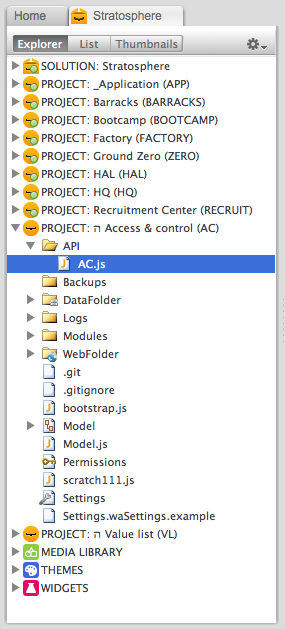 Home
Stratosphere
Explorer
List
Thumbnails
SOLUTION: Stratosphere
PROJECT: _Application (APP)
PROJECT: Barracks (BARRACKS)
PROJECT: Bootcamp (BOOTCAMP)
PROJECT: Factory (FACTORY)
PROJECT: Ground Zero (ZERO)
PROJECT: HAL (HAL)
PROJECT: HQ (HQ)
PROJECT: Recruitment Center (RECRUIT)
PROJECT: ח Access & control (AC)
API
AC.js
Backups
DataFolder
Logs
Modules
WebFolder
.git
.gitignore
bootstrap.js
Model
Model.js
Permissions
scratch111.js
Settings
Settings.waSettings.example
PROJECT: ח Value list (VL)
MEDIA LIBRARY
THEMES
WIDGETS